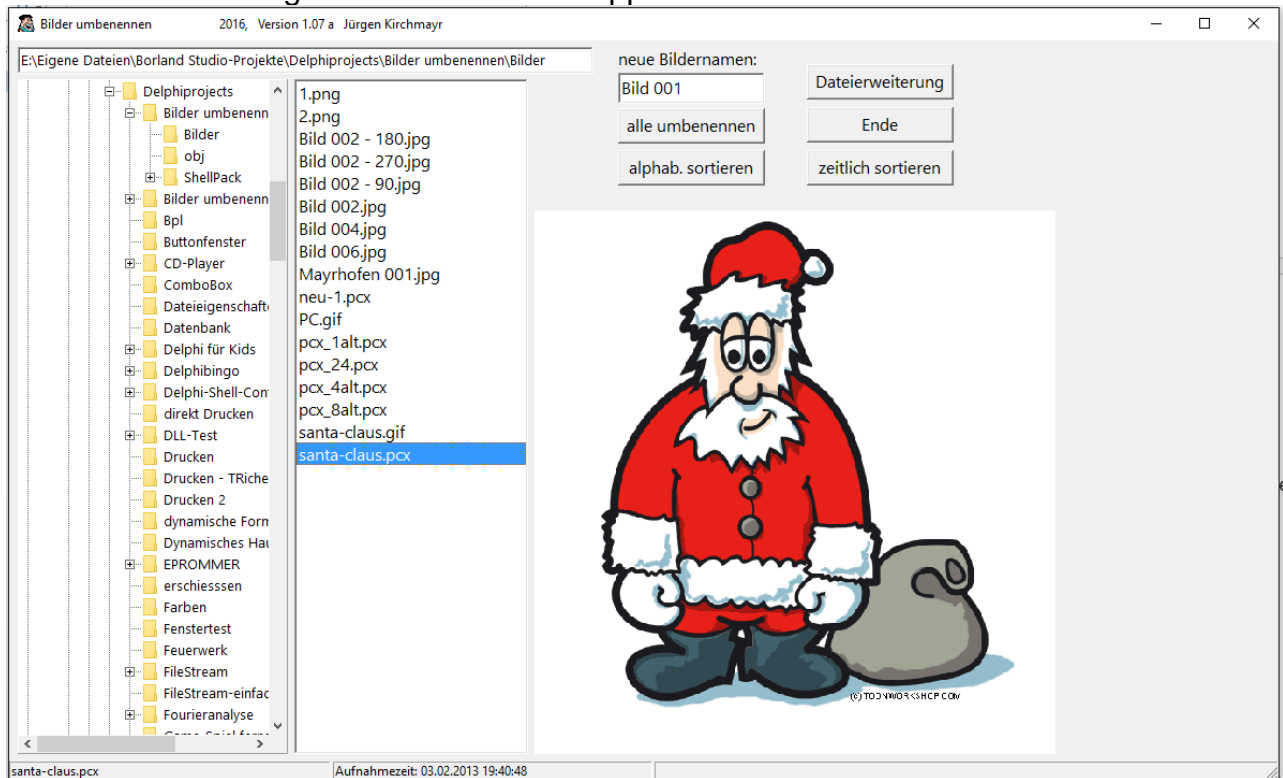 Bilder umbenennen 2016, Version 1.07 a Jürgen Kirchmayr
E:\Eigene Dateien\Borland Studio-Projekte\Delphiprojects\Bilder umbenennen\Bilder
neue Bildernamen:
Bild 001
Dateierweiterung
alle umbenennen
Ende
alphab. sortieren
zeitlich sortieren
Delphiprojects
Bilder umbenenn
Bilder
obj
ShellPack
Bilder umbenenn
Bpl
Buttonfenster
CD-Player
ComboBox
Dateieigenschaft
Datenbank
Delphi für Kids
Delphibingo
Delphi-Shell-Con
direkt Drucken
DLL-Test
Drucken
Drucken - TRiche
Drucken 2
dynamische Form
Dynamisches Hau
EPROMMER
erschiesssen
Farben
Fenstertest
Feuerwerk
FileStream
FileStream-einfac
Fourieranalyse
1.png
2.png
Bild 002 - 180.jpg
Bild 002 - 270.jpg
Bild 002 - 90.jpg
Bild 002.jpg
Bild 004.jpg
Bild 006.jpg
Mayrhofen 001.jpg
neu-1.pcx
PC.gif
pcx_1alt.pcx
pcx_24.pcx
pcx_4alt.pcx
pcx_8alt.pcx
santa-claus.gif
santa-claus.pcx
(c) TOONWORKSHOP.COM
santa-claus.pcx
Aufnahmezeit: 03.02.2013 19:40:48